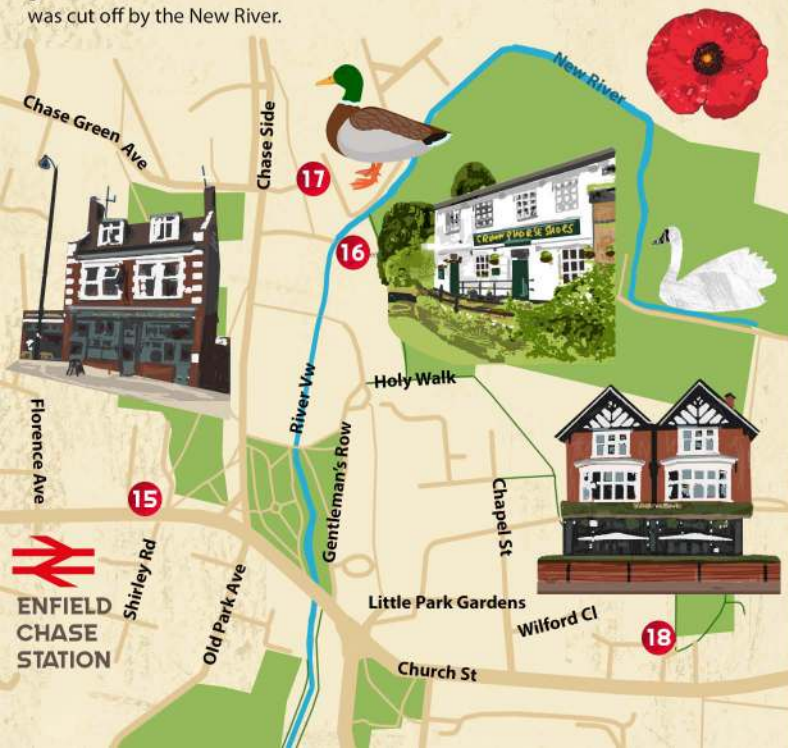 was cut off by the New River.
New River
Chase Green Ave
Chase Side
17
16
CROWN & HORSE SHOES
Holy Walk
River Vw
Gentleman's Row
Florence Ave
15
Chapel St
Shirley Rd
Old Park Ave
ENFIELD
CHASE
STATION
Little Park Gardens
Wilford Cl
18
Church St